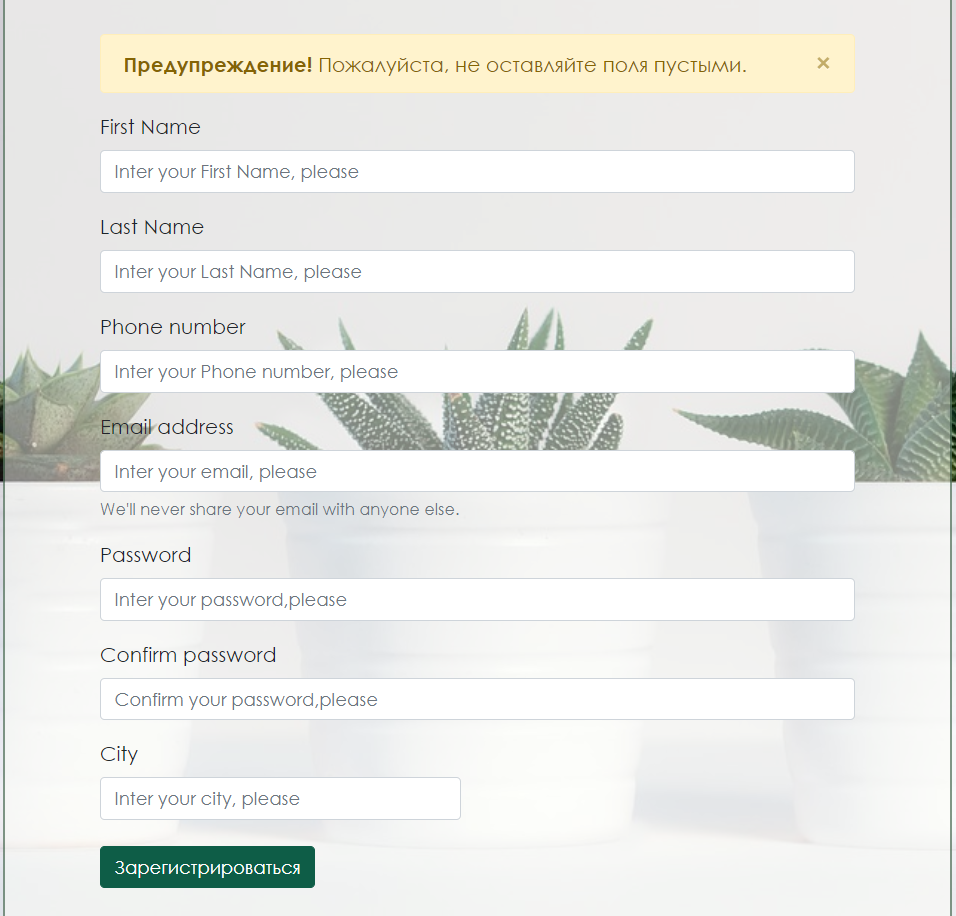 Предупреждение! Пожалуйста, не оставляйте поля пустыми. ×
First Name
Inter your First Name, please
Last Name
Inter your Last Name, please
Phone number
Inter your Phone number, please
Email address
Inter your email, please
We'll never share your email with anyone else.
Password
Inter your password,please
Confirm password
Confirm your password,please
City
Inter your city, please
Зарегистрироваться